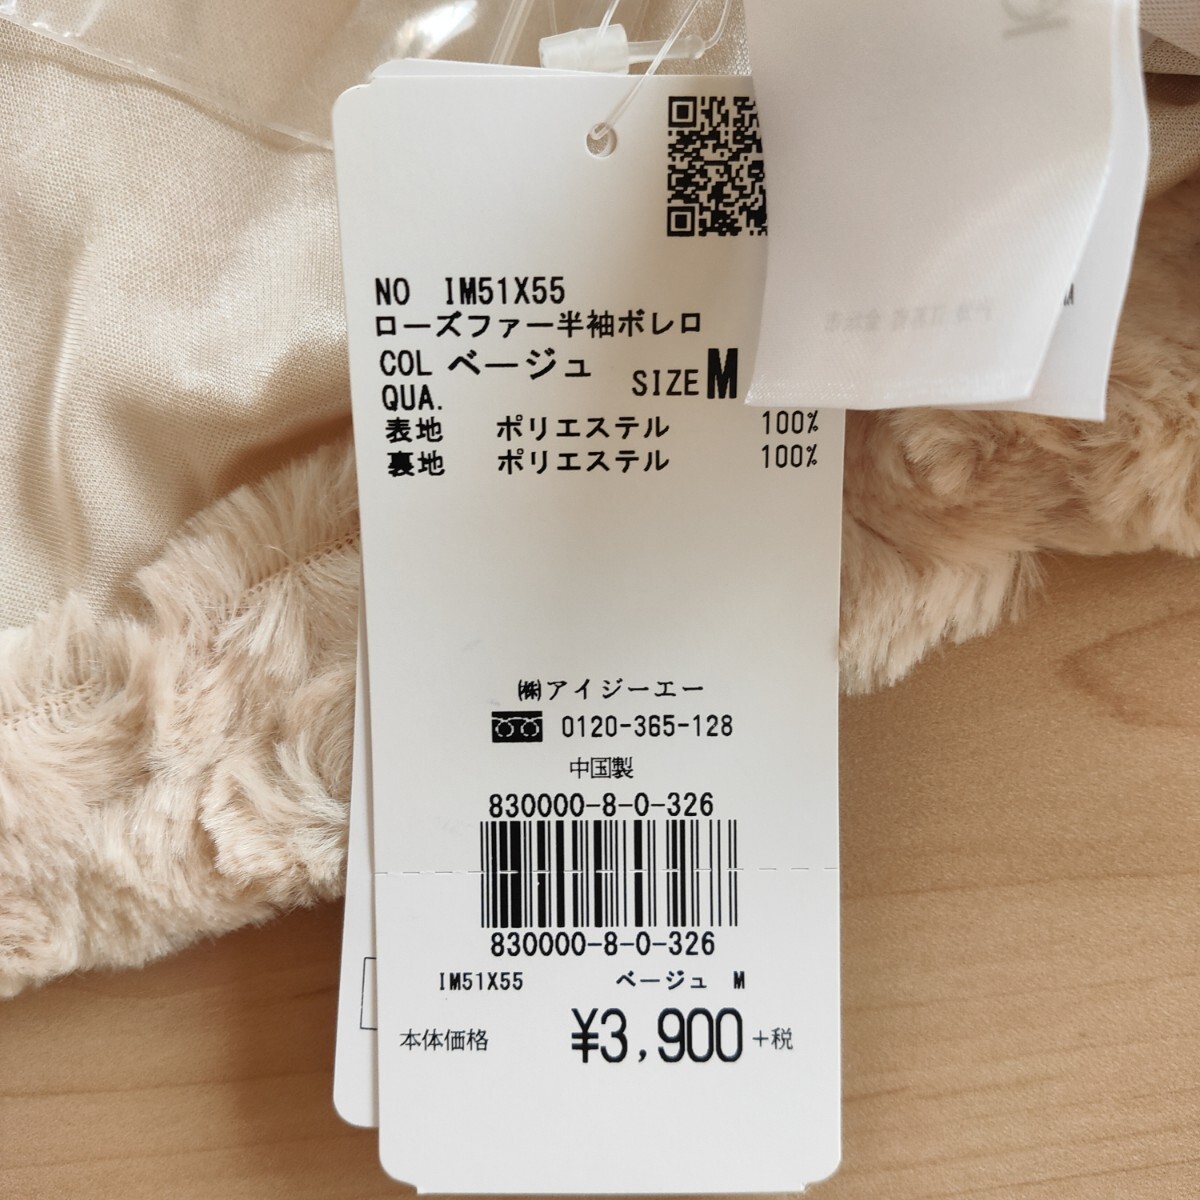 NO IM51X55
ローズファー半袖ボレロ
COL ベージュ SIZE M
QUA.
表地 ポリエステル 100%
裏地 ポリエステル 100%
㈱アイジーエー
0120-365-128
中国製
830000-8-0-326
830000-8-0-326
IM51X55 ベージュ M
本体価格 ¥3,900 +税